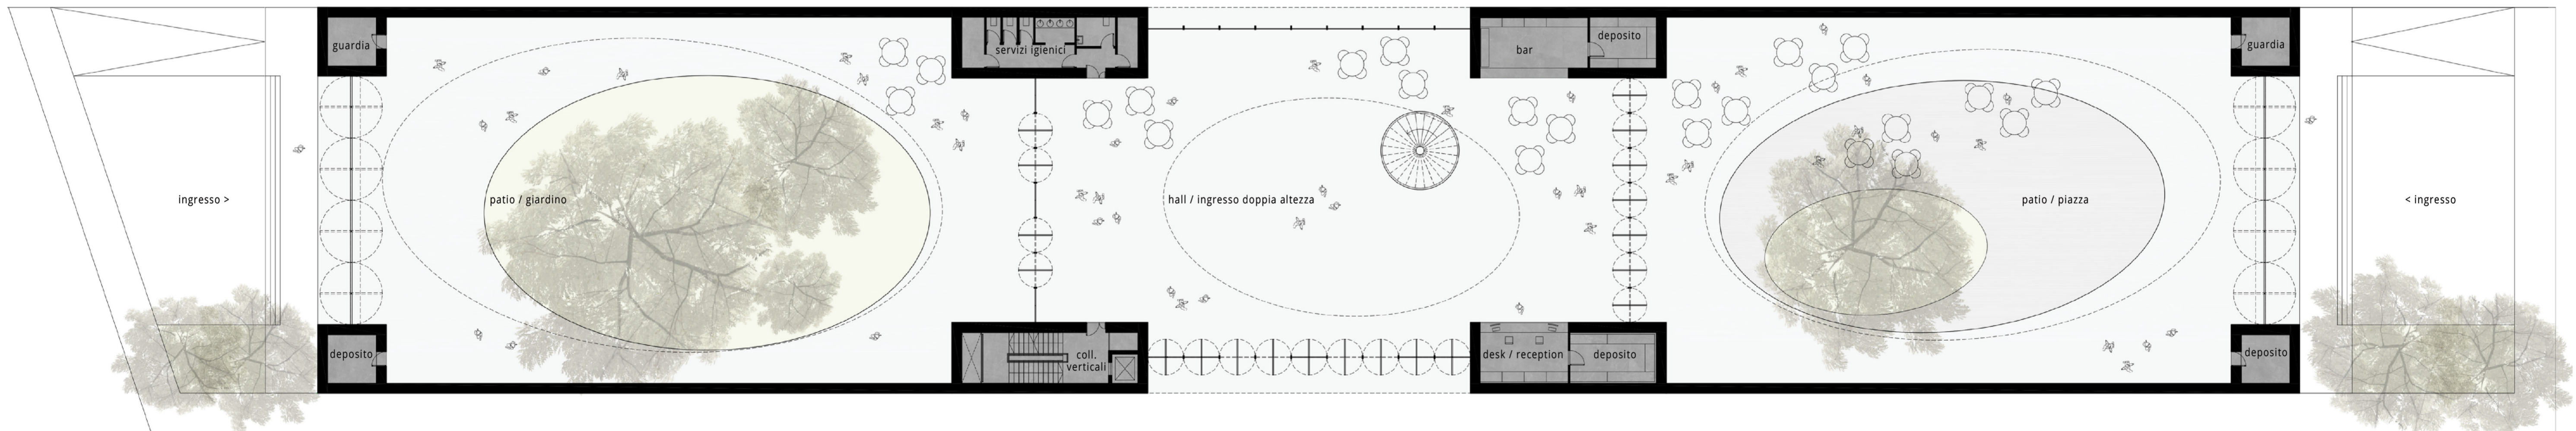 guardia
servizi igienici
bar
deposito
guardia
ingresso >
patio / giardino
hall / ingresso doppia altezza
patio / piazza
< ingresso
deposito
coll.
verticali
desk / reception
deposito
deposito